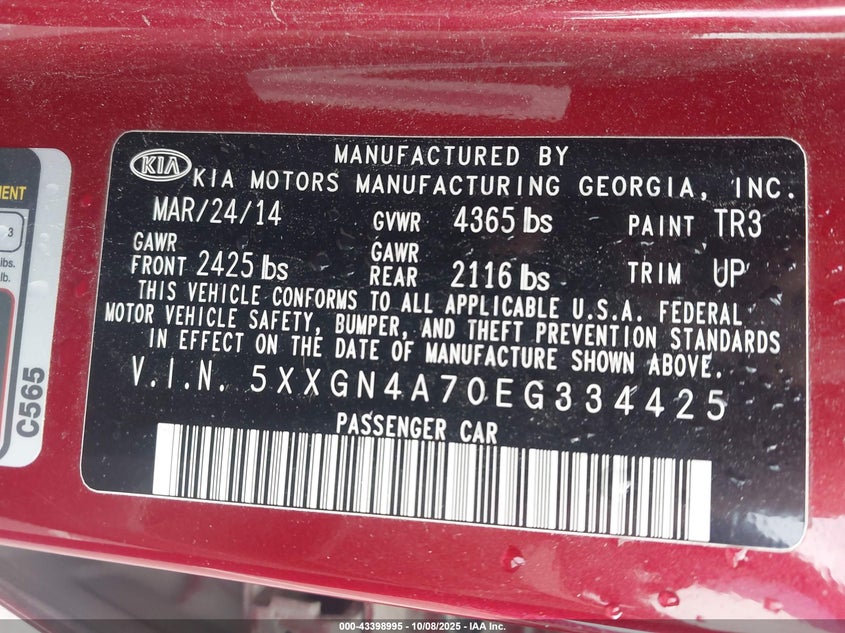 MANUFACTURED BY
KIA KIA MOTORS MANUFACTURING GEORGIA, INC.
MAR/24/14 GVWR 4365 lbs PAINT TR3
GAWR FRONT 2425 lbs GAWR REAR 2116 lbs TRIM UP
THIS VEHICLE CONFORMS TO ALL APPLICABLE U.S.A. FEDERAL
MOTOR VEHICLE SAFETY, BUMPER, AND THEFT PREVENTION STANDARDS
IN EFFECT ON THE DATE OF MANUFACTURE SHOWN ABOVE.
V.I.N. 5XXGN4A70EG334425
PASSENGER CAR
3
lbs.
lb.
C565
000-43398995 - 10/08/2025 - IAA Inc.